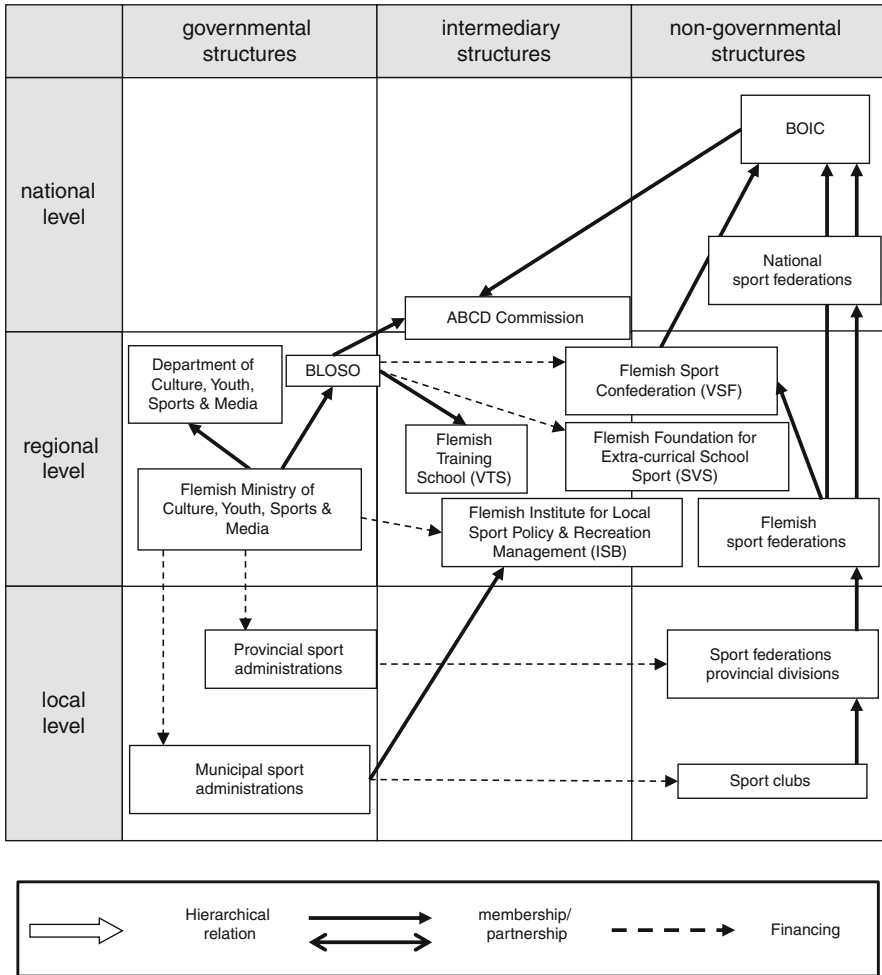 governmental
structures
intermediary
structures
non-governmental
structures
national
level
BOIC
National
sport federations
ABCD Commission
regional
level
Department of
Culture, Youth,
Sports & Media
BLOSO
Flemish Sport
Confederation (VSF)
Flemish
Training
School (VTS)
Flemish Foundation for
Extra-currical School
Sport (SVS)
Flemish Ministry of
Culture, Youth, Sports &
Media
Flemish Institute for Local
Sport Policy & Recreation
Management (ISB)
Flemish
sport federations
local
level
Provincial sport
administrations
Sport federations
provincial divisions
Municipal sport
administrations
Sport clubs
Hierarchical
relation
membership/
partnership
Financing